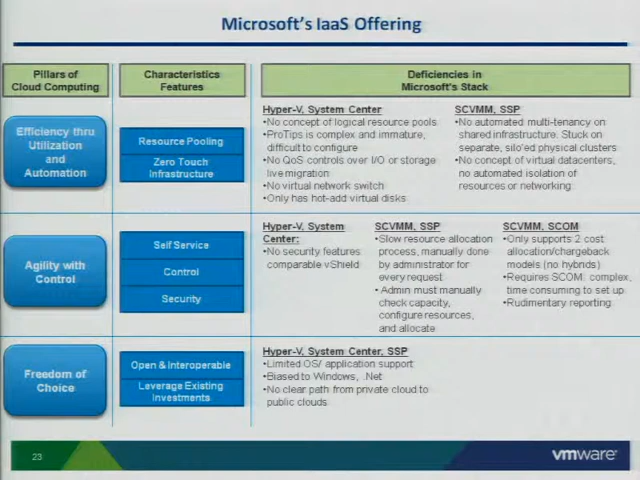 Microsoft's IaaS Offering
Pillars of
Cloud Computing
Characteristics
Features
Deficiencies in
Microsoft's Stack
Efficiency thru
Utilization
and
Automation
Resource Pooling
Zero Touch
Infrastructure
Hyper-V, System Center
•No concept of logical resource pools
•ProTips is complex and immature,
difficult to configure
•No QoS controls over I/O or storage
live migration
•No virtual network switch
•Only has hot-add virtual disks
SCVMM, SSP
•No automated multi-tenancy on
shared infrastructure. Stuck on
separate, silo'ed physical clusters
•No concept of virtual datacenters,
no automated isolation of
resources or networking
Agility with
Control
Self Service
Control
Security
Hyper-V, System
Center:
•No security features
comparable vShield
SCVMM, SSP
•Slow resource allocation
process, manually done
by administrator for
every request
•Admin must manually
check capacity,
configure resources,
and allocate
SCVMM, SCOM
•Only supports 2 cost
allocation/chargeback
models (no hybrids)
•Requires SCOM: complex,
time consuming to set up
•Rudimentary reporting
Freedom of
Choice
Open & Interoperable
Leverage Existing
Investments
Hyper-V, System Center, SSP
•Limited OS/ application support
•Biased to Windows, .Net
•No clear path from private cloud to
public clouds
23
vmware